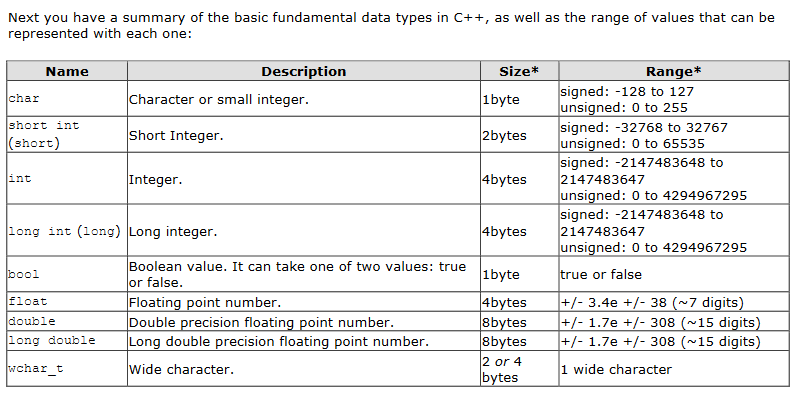 Next you have a summary of the basic fundamental data types in C++, as well as the range of values that can be
represented with each one:
Name Description Size* Range*
char Character or small integer. 1byte signed: -128 to 127
unsigned: 0 to 255
short int
(short) Short Integer. 2bytes signed: -32768 to 32767
unsigned: 0 to 65535
int Integer. 4bytes signed: -2147483648 to
2147483647
unsigned: 0 to 4294967295
long int (long) Long integer. 4bytes signed: -2147483648 to
2147483647
unsigned: 0 to 4294967295
bool Boolean value. It can take one of two values: true
or false. 1byte true or false
float Floating point number. 4bytes +/- 3.4e +/- 38 (~7 digits)
double Double precision floating point number. 8bytes +/- 1.7e +/- 308 (~15 digits)
long double Long double precision floating point number. 8bytes +/- 1.7e +/- 308 (~15 digits)
wchar_t Wide character. 2 or 4
bytes 1 wide character